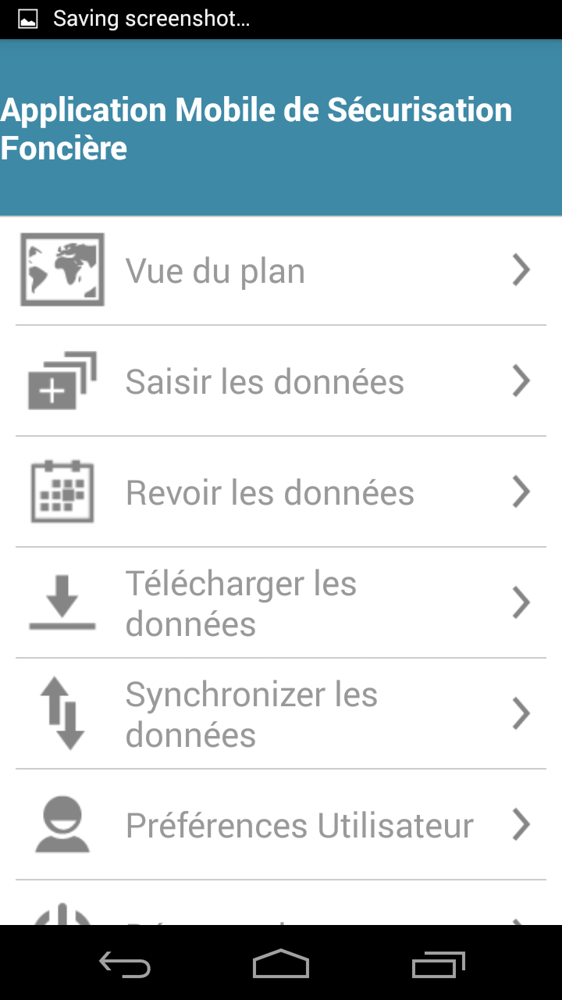 Saving screenshot...
Application Mobile de Sécurisation
Foncière
Vue du plan
Saisir les données
Revoir les données
Télécharger les
données
Synchronizer les
données
Préférences Utilisateur